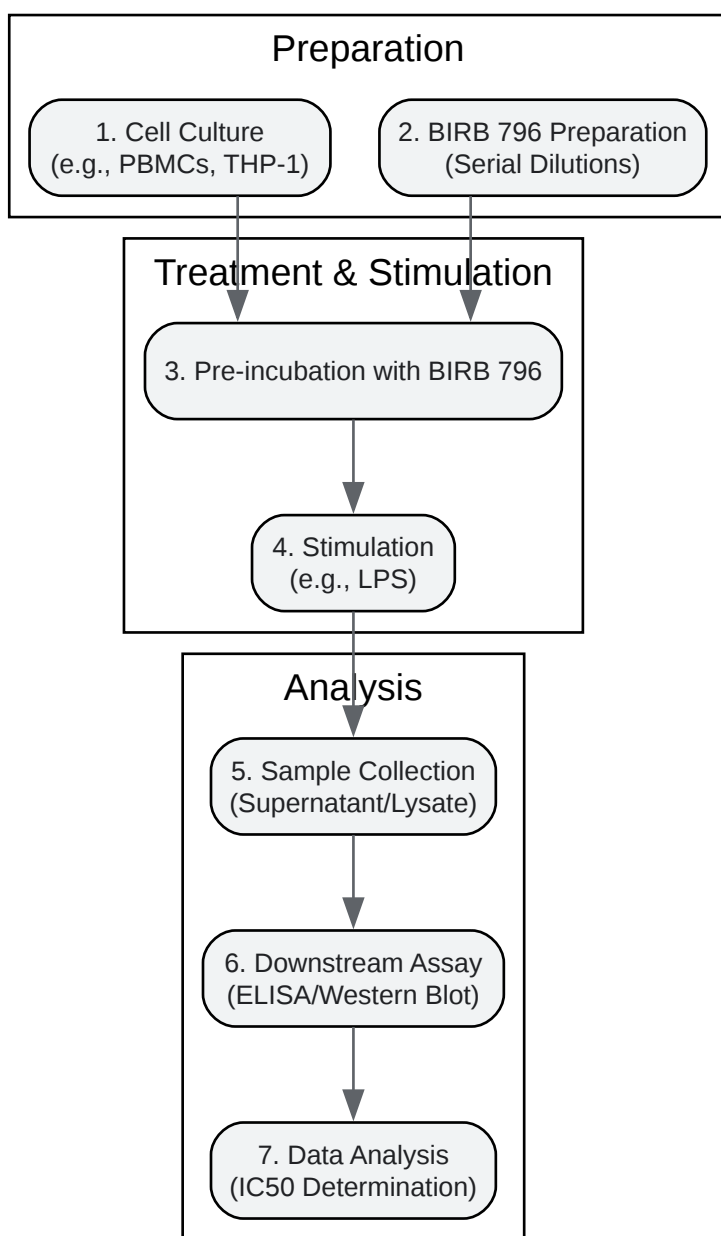 Preparation
1. Cell Culture
(e.g., PBMCs, THP-1)
2. BIRB 796 Preparation
(Serial Dilutions)
Treatment & Stimulation
3. Pre-incubation with BIRB 796
4. Stimulation
(e.g., LPS)
Analysis
5. Sample Collection
(Supernatant/Lysate)
6. Downstream Assay
(ELISA/Western Blot)
7. Data Analysis
(IC50 Determination)